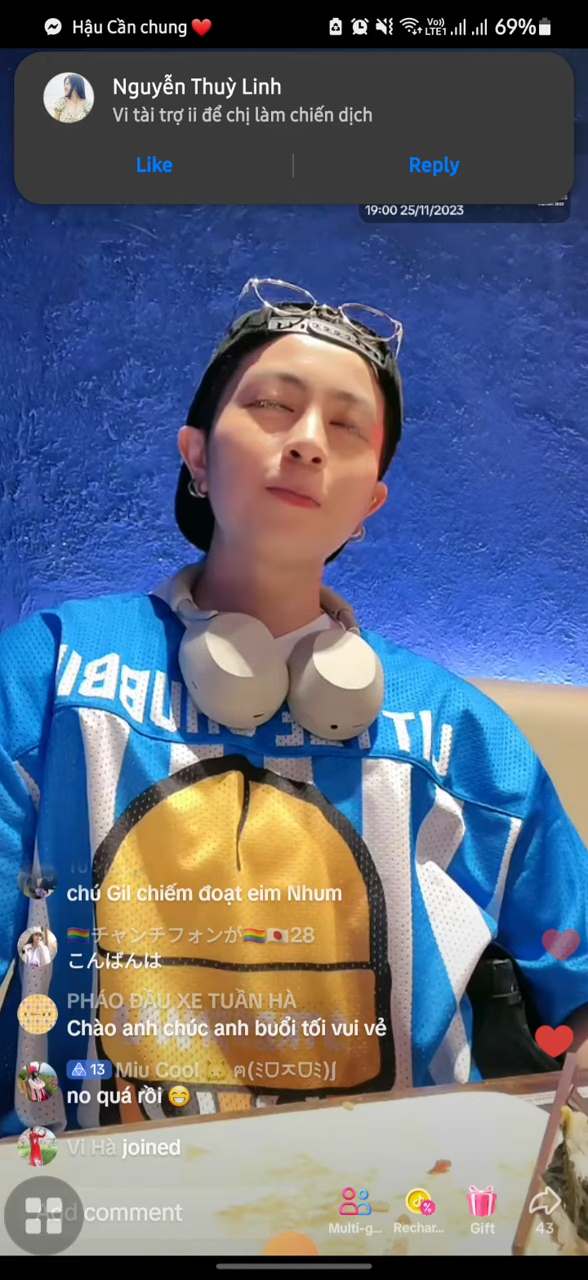 Hậu Cần chung ❤️
Vo))
LTE1
69%
Nguyễn Thuỳ Linh
Vi tài trợ ii để chị làm chiến dịch
Like
Reply
19:00 25/11/2023
chú Gil chiếm đoạt eim Nhum
🏳️‍🌈チャンチフォンが🏳️‍🌈🇯🇵28
こんばんは
PHÁO ĐẦU XE TUẤN HÀ
Chào anh chúc anh buổi tối vui vẻ
13 Miu Cool
no quá rồi 😁
Vi Hà joined
Add comment
Multi-g...
Rechar...
Gift
43